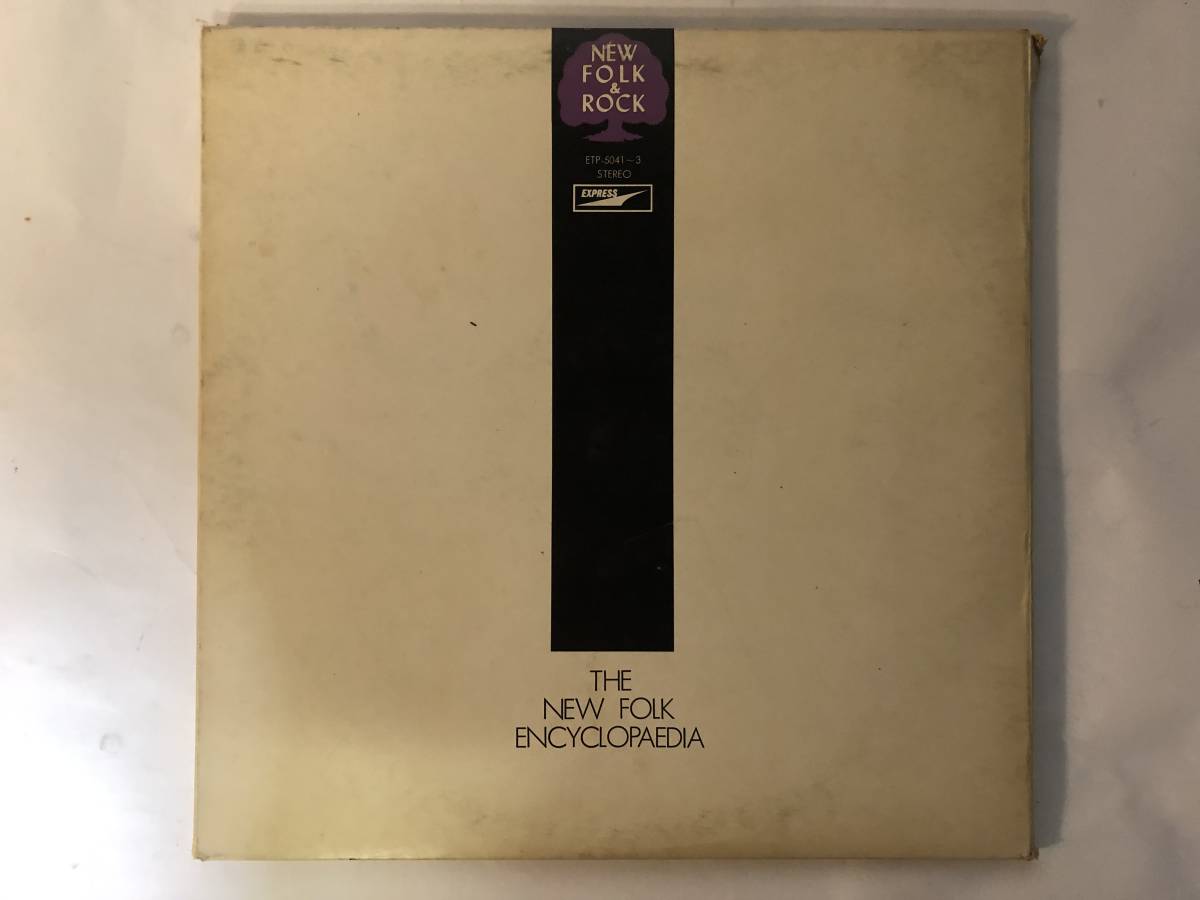 NEW
FOLK
&
ROCK
ETP-5041~3
STEREO
EXPRESS
THE
NEW FOLK
ENCYCLOPAEDIA